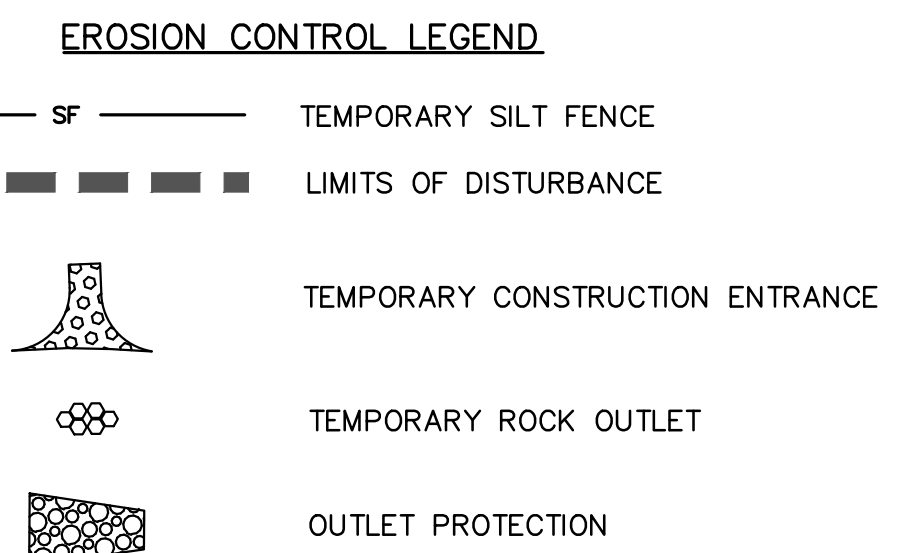 EROSION CONTROL LEGEND
SF TEMPORARY SILT FENCE
LIMITS OF DISTURBANCE
TEMPORARY CONSTRUCTION ENTRANCE
TEMPORARY ROCK OUTLET
OUTLET PROTECTION